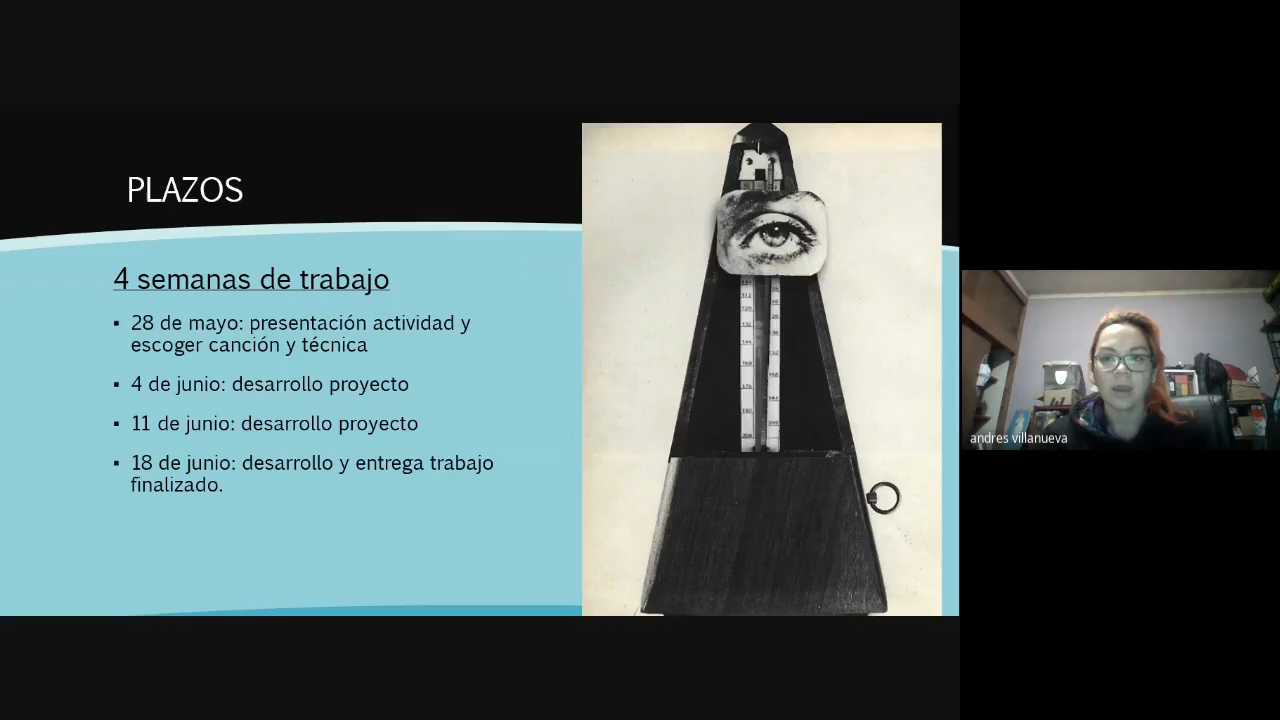 PLAZOS
4 semanas de trabajo
▪ 28 de mayo: presentación actividad y
escoger canción y técnica
▪ 4 de junio: desarrollo proyecto
▪ 11 de junio: desarrollo proyecto
▪ 18 de junio: desarrollo y entrega trabajo
finalizado.
andres villanueva